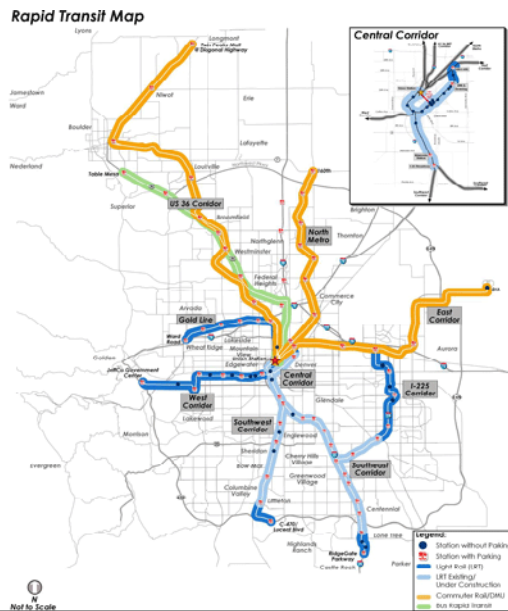 Rapid Transit Map
Lyons
Longmont
& Diagonal Highway
Central Corridor
Jamestown
Ward
Niwot
Erie
Boulder
Lafayette
Nederland
Louisville
Table Mesa
US 36 Corridor
162th
Superior
Broomfield
Brighton
Northglenn
North
Metro
Thornton
Westminster
Federal
Heights
Commerce
City
East
Corridor
Arvada
Gold Line
Ward
Road
Wheat Ridge
Lakeside
Mountain
View
Edgewater
Aurora
Golden
Jeffco Government
Center
Denver
Central
Corridor
I-225
Corridor
West
Corridor
Lakewood
Glendale
Southwest
Corridor
Morrison
Englewood
Sheridan
Cherry Hills
Village
Southeast
Corridor
evergreen
Bow Mar
Greenwood
Village
Columbine
Valley
Littleton
Centennial
C-470/
Lucent Blvd
Highlands
Ranch
Lone Tree
RidgeGate
Parkway
Castle Rock
Parker
Legend:
Station without Parkin
Station with Parking
Light Rail (LRT)
LRT Existing/
Under Construction
Commuter Rail/DMU
Bus Rapid Transit
N
Not to Scale